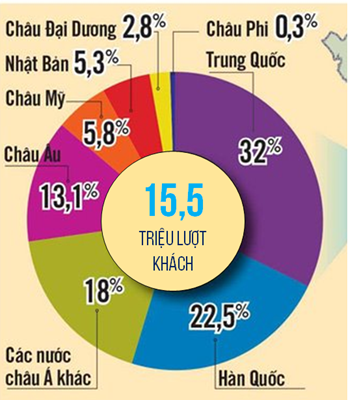 Châu Đại Dương 2,8%
Châu Phi 0,3%
Nhật Bản 5,3%
Trung Quốc
Châu Mỹ
5,8%
32%
Châu Âu
13,1%
15,5
TRIỆU LƯỢT
KHÁCH
18%
22,5%
Các nước
châu Á khác
Hàn Quốc